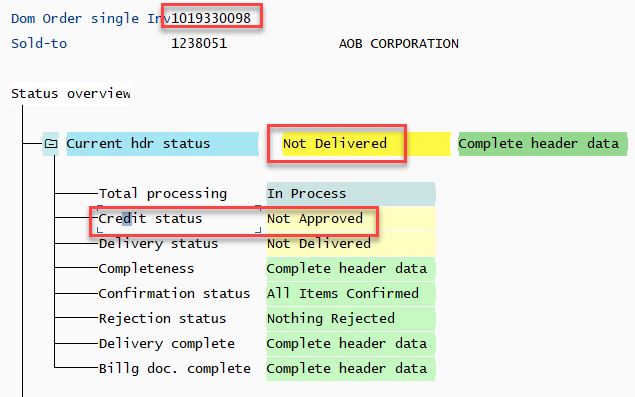 Dom Order single Inv 1019330098
Sold-to 1238051 AOB CORPORATION
Status overview
Current hdr status Not Delivered Complete header data
Total processing In Process
Credit status Not Approved
Delivery status Not Delivered
Completeness Complete header data
Confirmation status All Items Confirmed
Rejection status Nothing Rejected
Delivery complete Complete header data
Billg doc. complete Complete header data